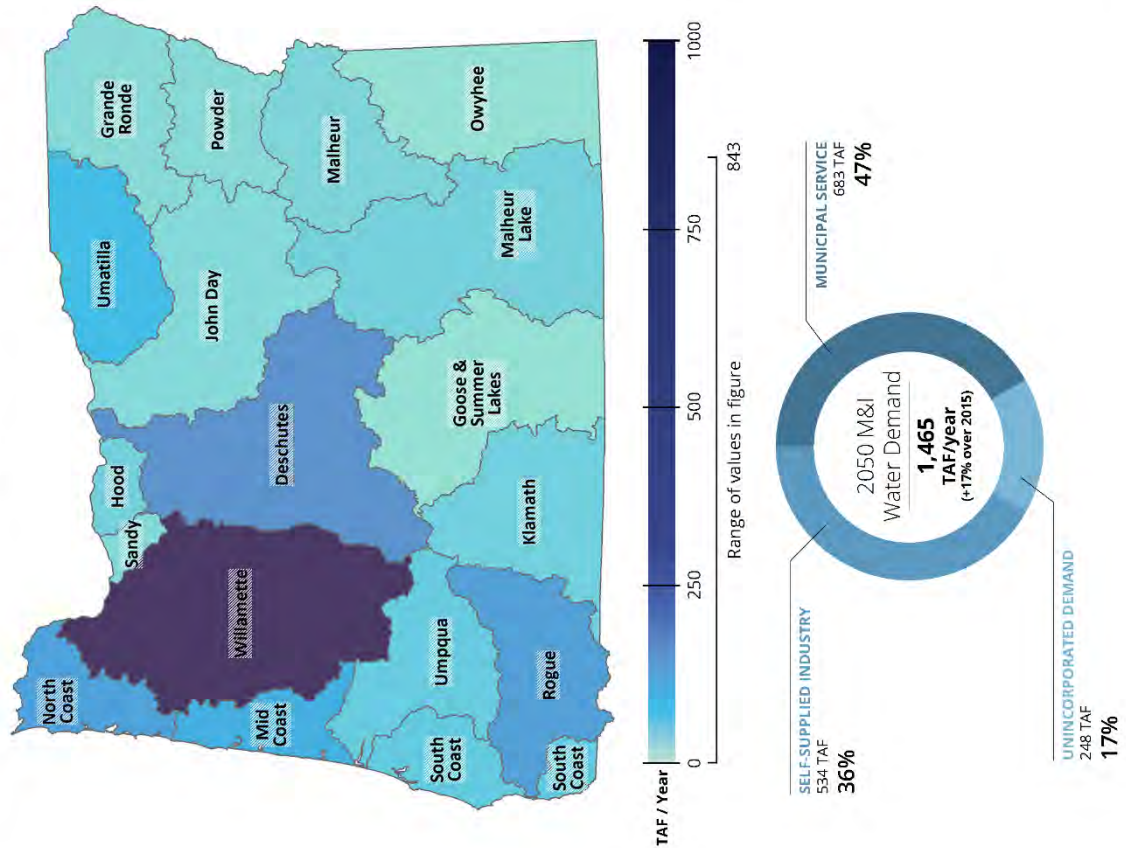 North
Coast
Sandy
Hood
Umatilla
Grande
Ronde
Willamette
Mid
Coast
Deschutes
John Day
Powder
Umpqua
South
Coast
Goose &
Summer
Lakes
Malheur
Lake
Malheur
Rogue
South
Coast
Klamath
Owyhee
TAF / Year
0
250
500
750
1000
Range of values in figure
843
SELF-SUPPLIED INDUSTRY
534 TAF
36%
MUNICIPAL SERVICE
683 TAF
47%
2050 M&I
Water Demand
1,465
TAF/year
(+17% over 2015)
UNINCORPORATED DEMAND
248 TAF
17%